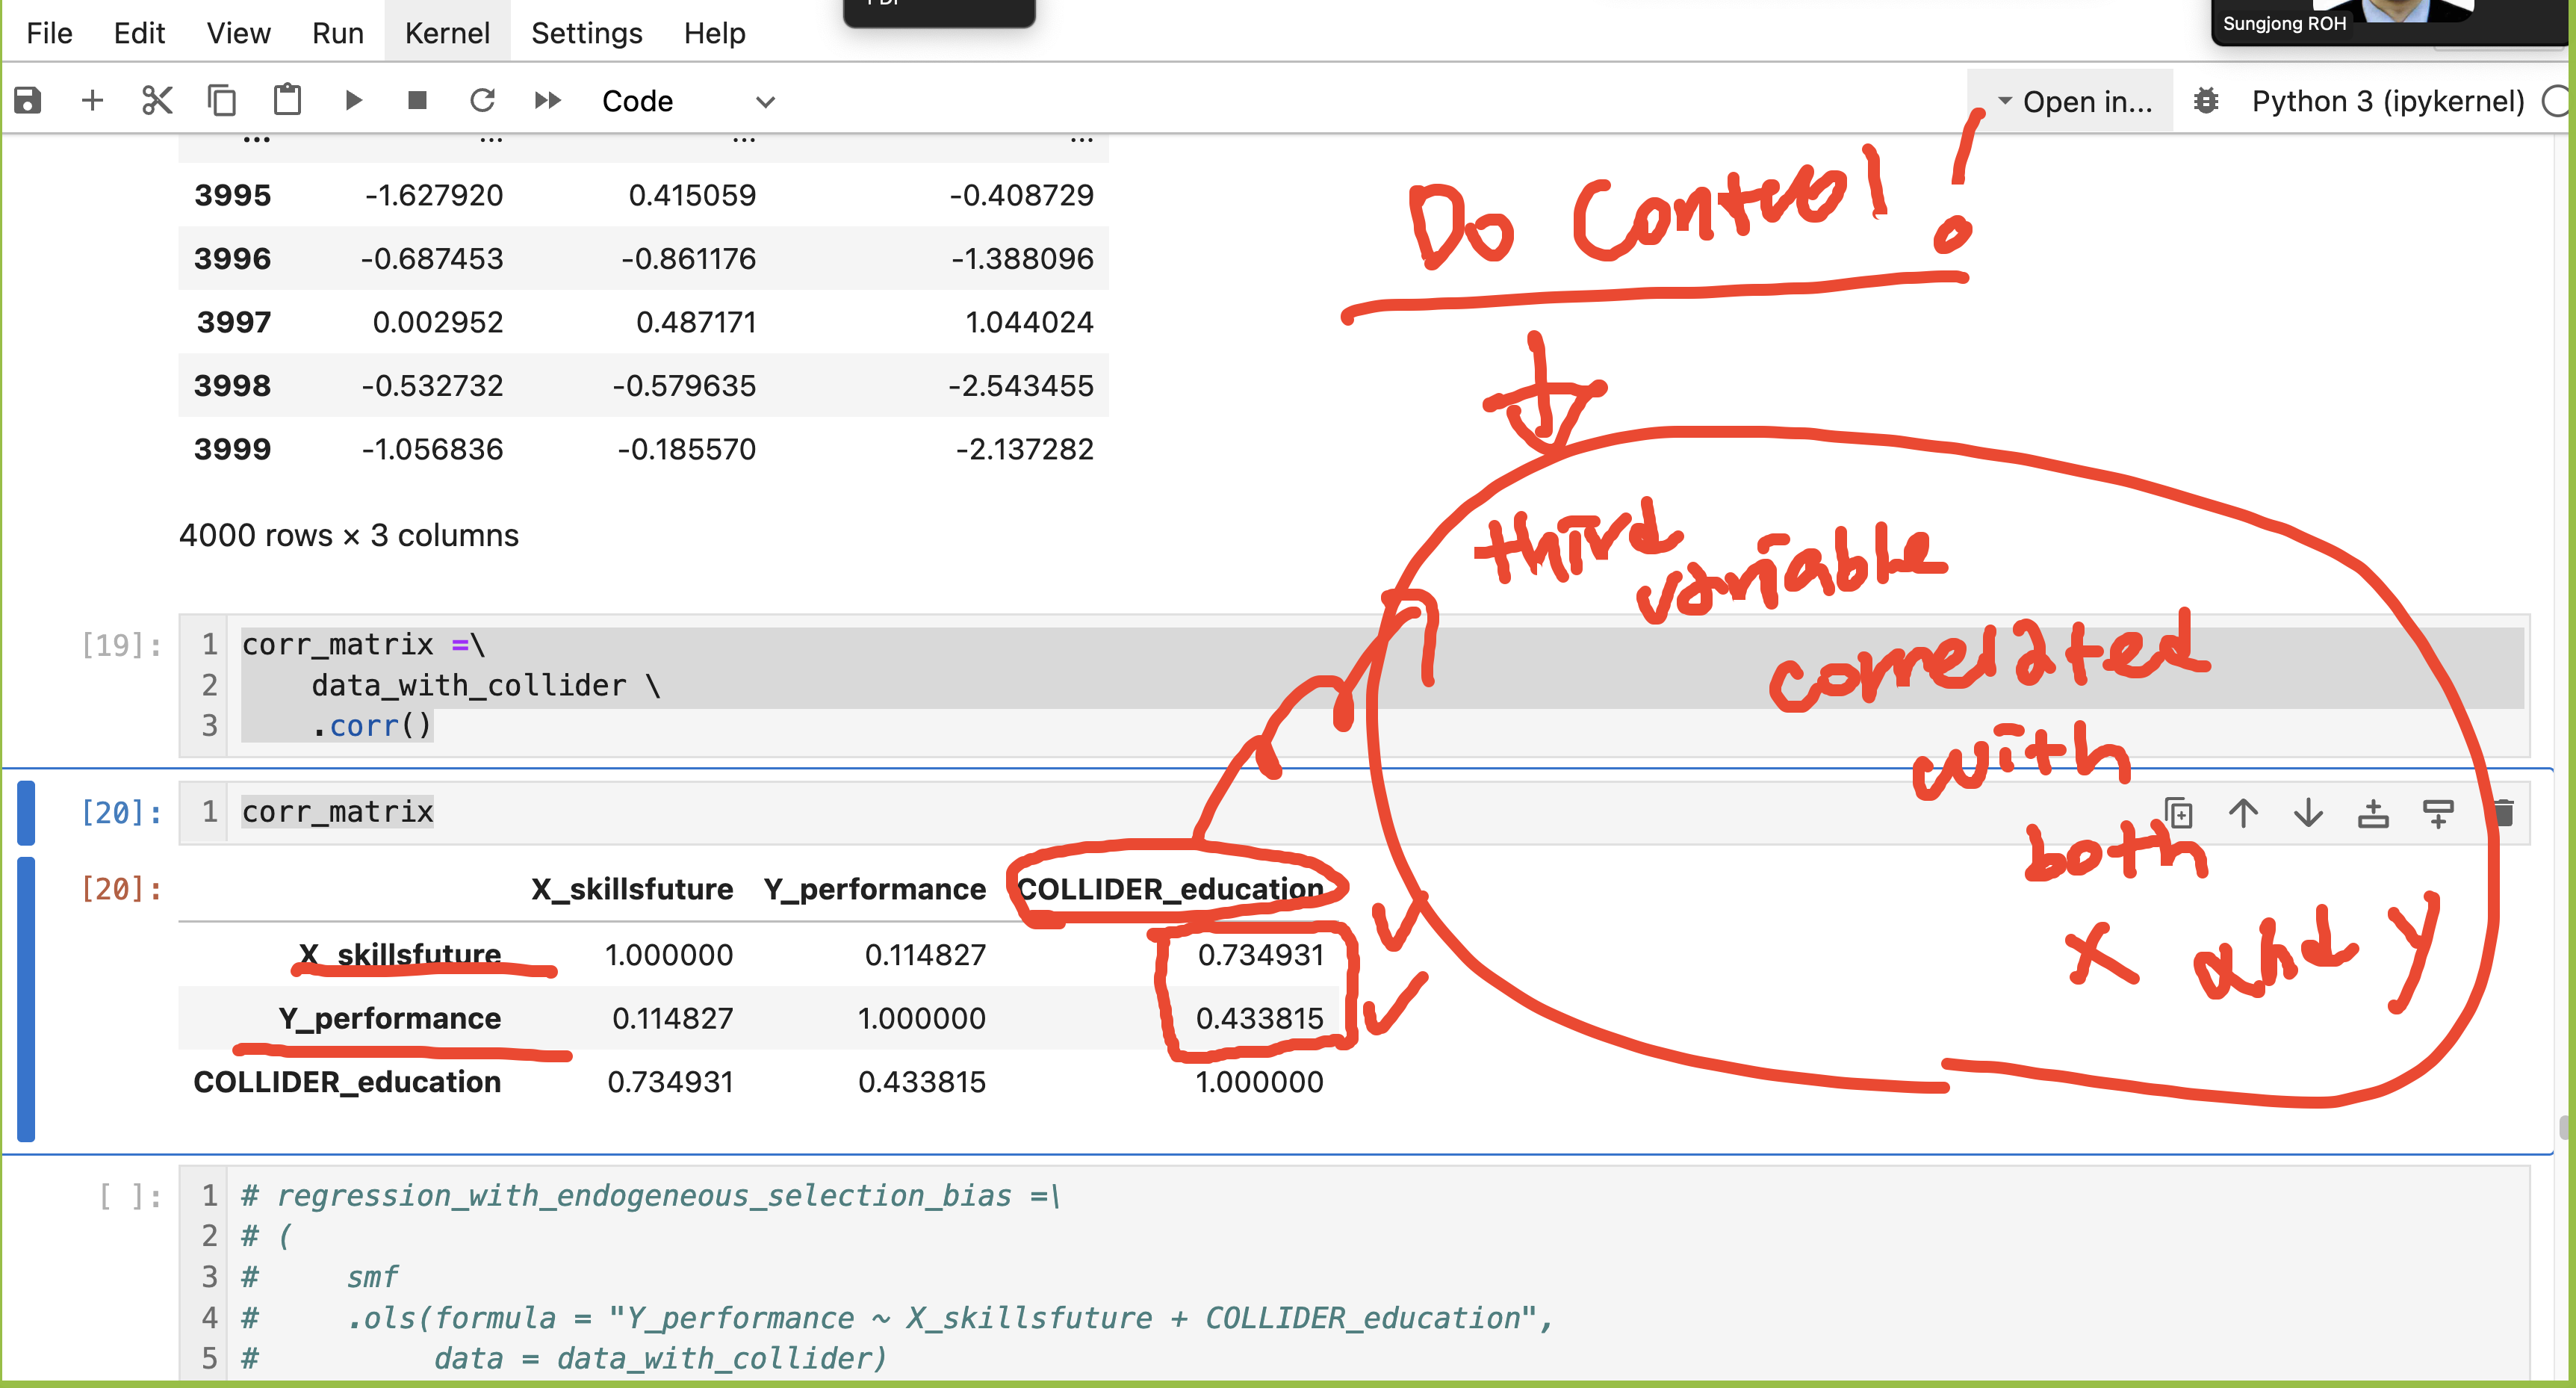 File Edit View Run Kernel Settings Help
Sungjong ROH
Code
Open in...
Python 3 (ipykernel)
... ... ... ...
3995 -1.627920 0.415059 -0.408729
3996 -0.687453 -0.861176 -1.388096
3997 0.002952 0.487171 1.044024
3998 -0.532732 -0.579635 -2.543455
3999 -1.056836 -0.185570 -2.137282
4000 rows × 3 columns
Do Control!
third
variable
correlated
with
both
x and y
[19]: 1 corr_matrix =\
2 data_with_collider \
3 .corr()
[20]: 1 corr_matrix
[20]: X_skillsfuture Y_performance COLLIDER_education
X_skillsfuture 1.000000 0.114827 0.734931
Y_performance 0.114827 1.000000 0.433815
COLLIDER_education 0.734931 0.433815 1.000000
[ ]: 1 # regression_with_endogeneous_selection_bias =\
2 # (
3 # smf
4 # .ols(formula = "Y_performance ~ X_skillsfuture + COLLIDER_education",
5 # data = data_with_collider)